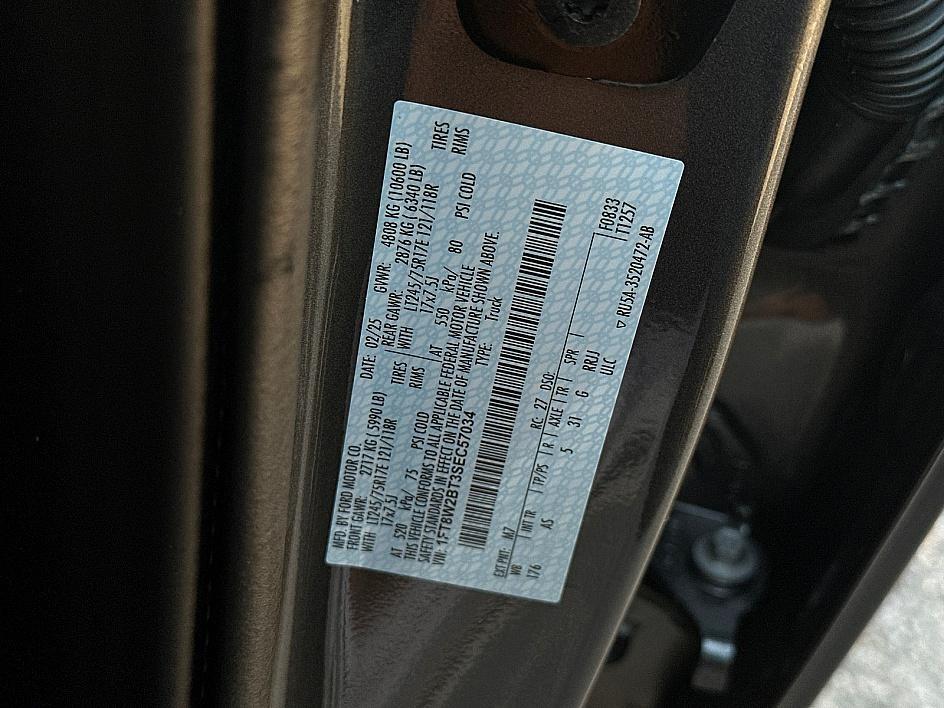 MFD. BY FORD MOTOR CO. DATE: 02/25 GVWR: 4808 KG (10600 LB)
FRONT GAWR: 2717 KG (5990 LB) REAR GAWR: 2876 KG (6340 LB)
WITH LT245/75R17E 121/118R TIRES WITH LT245/75R17E 121/118R TIRES
17x7.5J RIMS 17x7.5J RIMS
AT 520 kPa/ 75 PSI COLD AT 550 kPa/ 80 PSI COLD
THIS VEHICLE CONFORMS TO ALL APPLICABLE FEDERAL MOTOR VEHICLE
SAFETY STANDARDS IN EFFECT ON THE DATE OF MANUFACTURE SHOWN ABOVE.
VIN: 1FT8W2BT3SEC57034 TYPE: Truck
EXT PNT: M7 RC: 27 DSO: F0833
WB INT TR TP/PS R AXLE TR SPR T1257
176 AS 5 31 G RRJJ
ULC ▽ RU5A-3520472-AB